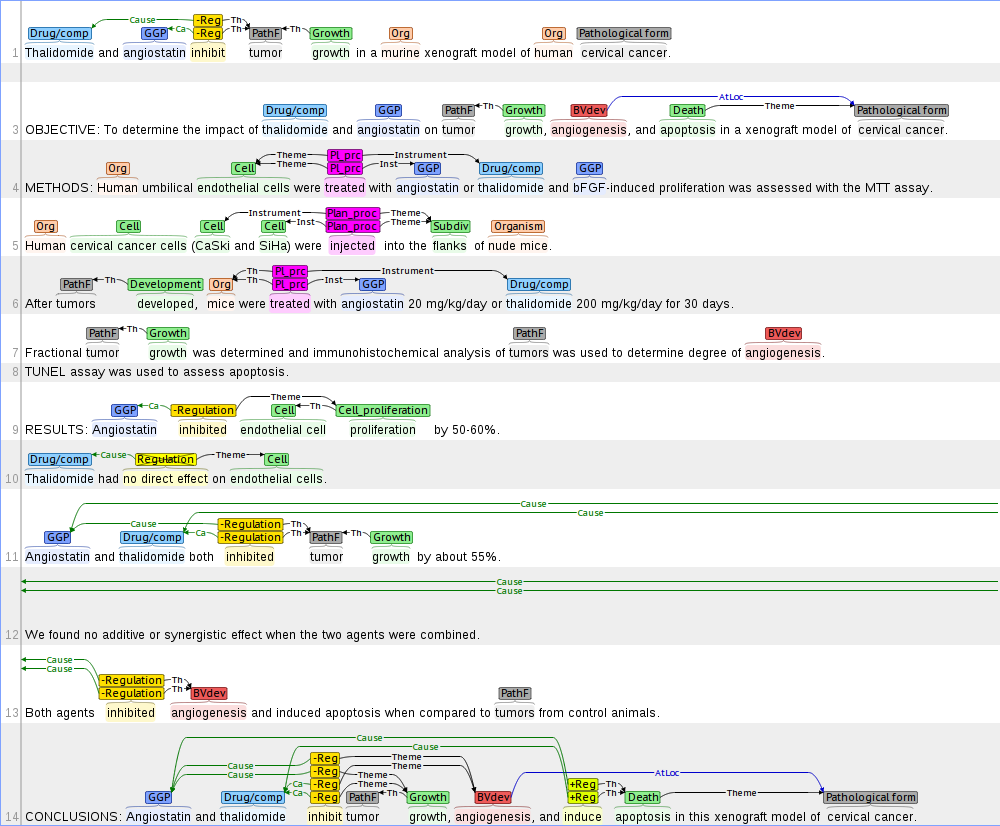 Cause -Reg Th
Drug/comp GGP Ca -Reg Th PathF Th Growth Org Org Pathological form
1 Thalidomide and angiostatin inhibit tumor growth in a murine xenograft model of human cervical cancer.
AtLoc
Drug/comp GGP PathF Th Growth BVdev Death Theme Pathological form
3 OBJECTIVE: To determine the impact of thalidomide and angiostatin on tumor growth, angiogenesis, and apoptosis in a xenograft model of cervical cancer.
Theme Pl_prc Instrument
Org Cell Theme Pl_prc Inst GGP Drug/comp GGP
4 METHODS: Human umbilical endothelial cells were treated with angiostatin or thalidomide and bFGF-induced proliferation was assessed with the MTT assay.
Instrument Plan_proc Theme
Org Cell Cell Cell Inst Plan_proc Theme Subdiv Organism
5 Human cervical cancer cells (CaSki and SiHa) were injected into the flanks of nude mice.
Th Pl_prc Instrument
PathF Th Development Org Th Pl_prc Inst GGP Drug/comp
6 After tumors developed, mice were treated with angiostatin 20 mg/kg/day or thalidomide 200 mg/kg/day for 30 days.
PathF Th Growth PathF BVdev
7 Fractional tumor growth was determined and immunohistochemical analysis of tumors was used to determine degree of angiogenesis.
8 TUNEL assay was used to assess apoptosis.
Theme
GGP Ca -Regulation Cell Th Cell_proliferation
9 RESULTS: Angiostatin inhibited endothelial cell proliferation by 50-60%.
Drug/comp Cause Regulation Theme Cell
10 Thalidomide had no direct effect on endothelial cells.
Cause
Cause
Cause -Regulation Th
GGP Drug/comp Ca -Regulation Th PathF Th Growth
11 Angiostatin and thalidomide both inhibited tumor growth by about 55%.
Cause
Cause
12 We found no additive or synergistic effect when the two agents were combined.
Cause
Cause
-Regulation Th
-Regulation Th BVdev PathF
13 Both agents inhibited angiogenesis and induced apoptosis when compared to tumors from control animals.
Cause
Cause
-Reg Theme
Cause -Reg Theme AtLoc
Cause Ca -Reg Theme +Reg Th
GGP Drug/comp Ca -Reg Theme PathF Th Growth BVdev +Reg Th Death Theme Pathological form
14 CONCLUSIONS: Angiostatin and thalidomide inhibit tumor growth, angiogenesis, and induce apoptosis in this xenograft model of cervical cancer.